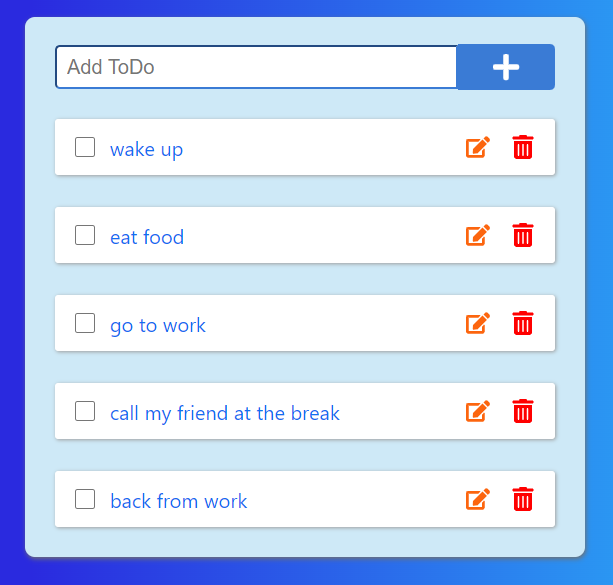 Add ToDo
wake up
eat food
go to work
call my friend at the break
back from work